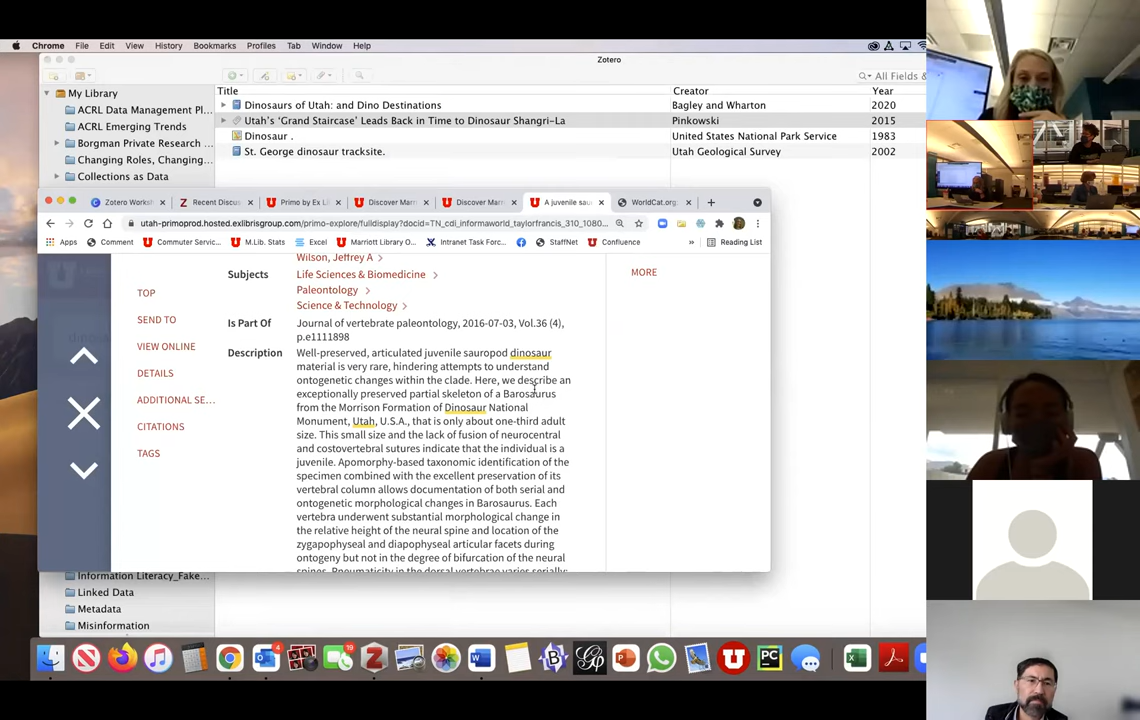 Chrome File Edit View History Bookmarks Profiles Tab Window Help
Zotero
All Fields &
Title Creator Year
My Library
ACRL Data Management Pl...
ACRL Emerging Trends
Borgman Private Research ...
Changing Roles, Changing...
Collections as Data
Dinosaurs of Utah: and Dino Destinations Bagley and Wharton 2020
Utah's ‘Grand Staircase’ Leads Back in Time to Dinosaur Shangri-La Pinkowski 2015
Dinosaur . United States National Park Service 1983
St. George dinosaur tracksite. Utah Geological Survey 2002
Zotero Worksh Recent Discus Primo by Ex Li Discover Marri Discover Marri A juvenile sau WorldCat.org:
utah-primoprod.hosted.exlibrisgroup.com/primo-explore/fulldisplay?docid=TN_cdi_informaworld_taylorfrancis_310_1080...
Apps Comment Commuter Servic... M.Lib. Stats Excel Marriott Library O... Intranet Task Forc... StaffNet Confluence » Reading List
Wilson, Jeffrey A
Subjects Life Sciences & Biomedicine
Paleontology
Science & Technology
MORE
TOP
SEND TO
VIEW ONLINE
DETAILS
ADDITIONAL SE...
CITATIONS
TAGS
Is Part Of Journal of vertebrate paleontology, 2016-07-03, Vol.36 (4),
p.e1111898
Description Well-preserved, articulated juvenile sauropod dinosaur
material is very rare, hindering attempts to understand
ontogenetic changes within the clade. Here, we describe an
exceptionally preserved partial skeleton of a Barosaurus
from the Morrison Formation of Dinosaur National
Monument, Utah, U.S.A., that is only about one-third adult
size. This small size and the lack of fusion of neurocentral
and costovertebral sutures indicate that the individual is a
juvenile. Apomorphy-based taxonomic identification of the
specimen combined with the excellent preservation of its
vertebral column allows documentation of both serial and
ontogenetic morphological changes in Barosaurus. Each
vertebra underwent substantial morphological change in
the relative height of the neural spine and location of the
zygapophyseal and diapophyseal articular facets during
ontogeny but not in the degree of bifurcation of the neural
spines. Pneumaticity in the dorsal vertebrae varies serially;
Information Literacy_Fake...
Linked Data
Metadata
Misinformation
4
19
PC